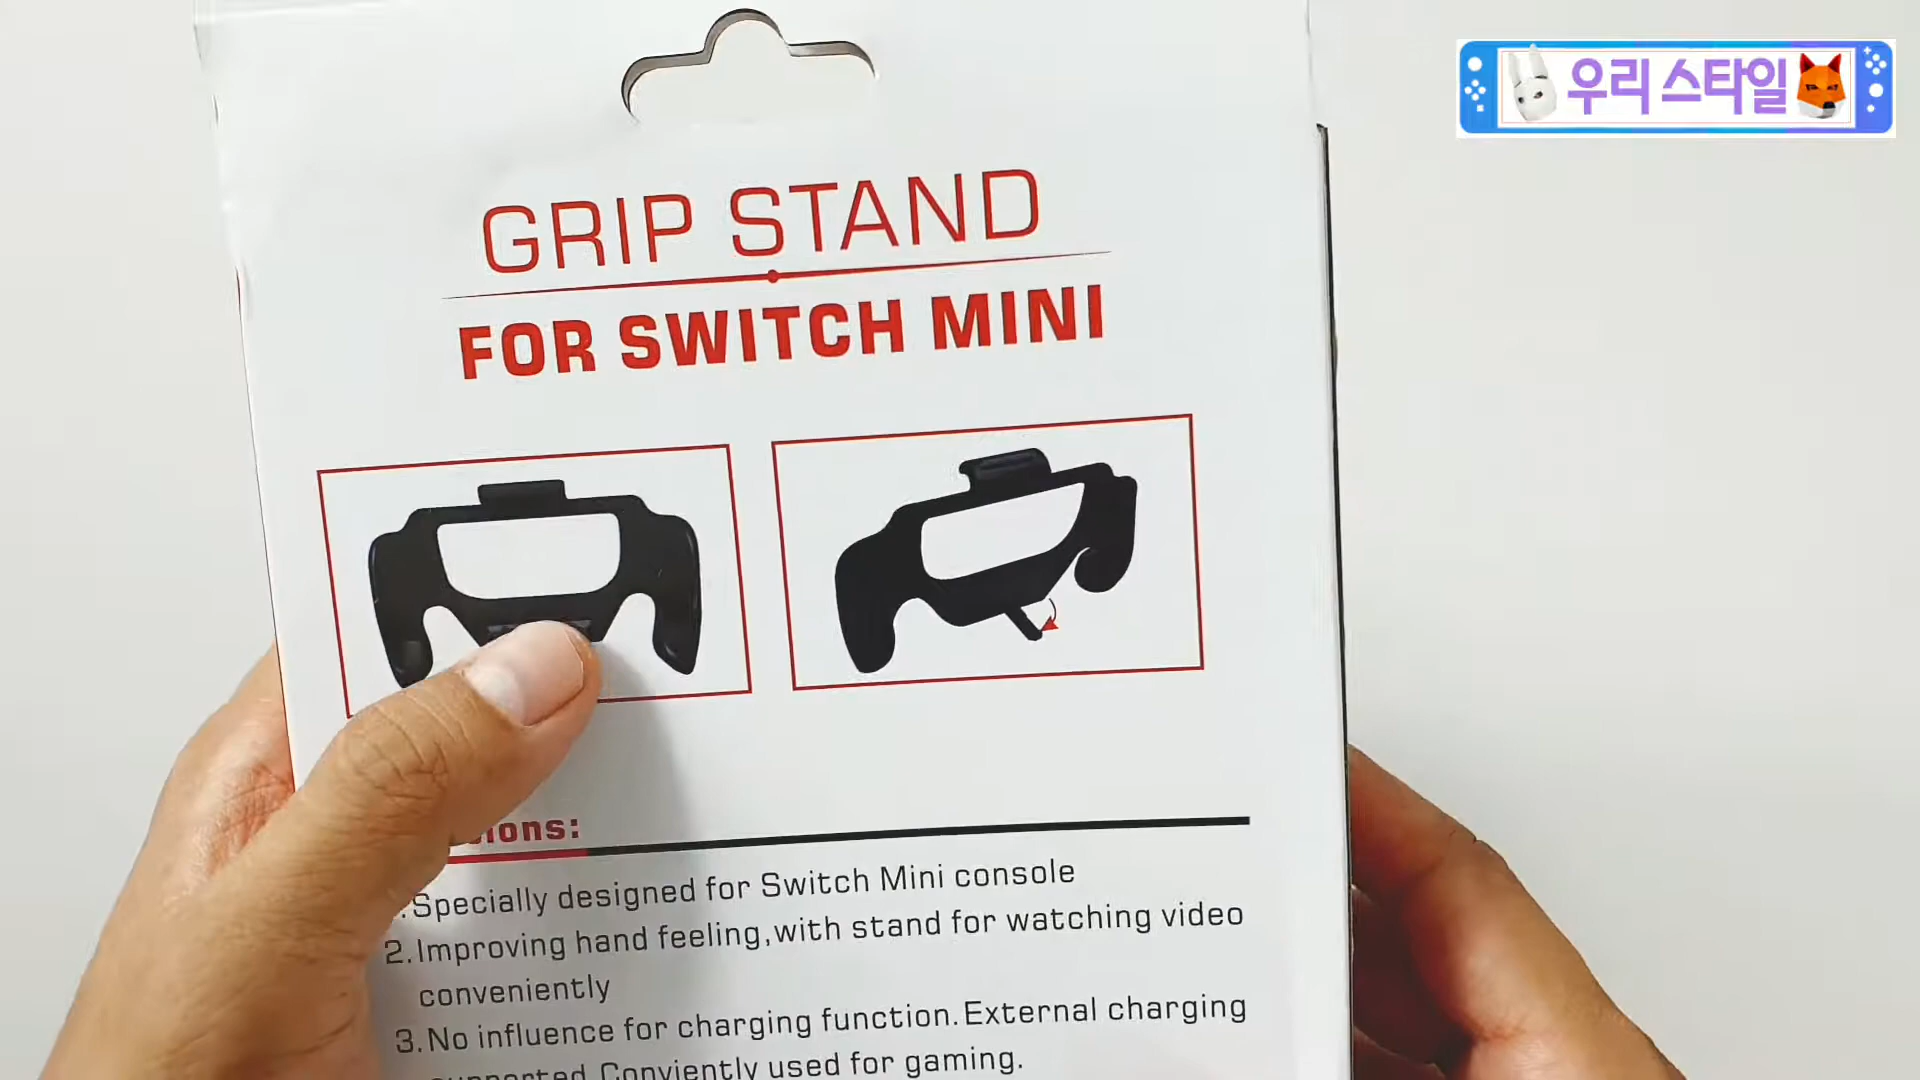 우리 스타일
GRIP STAND
FOR SWITCH MINI
Specially designed for Switch Mini console
2.Improving hand feeling,with stand for watching video
conveniently
3.No influence for charging function.External charging
supported.Conviently used for gaming.